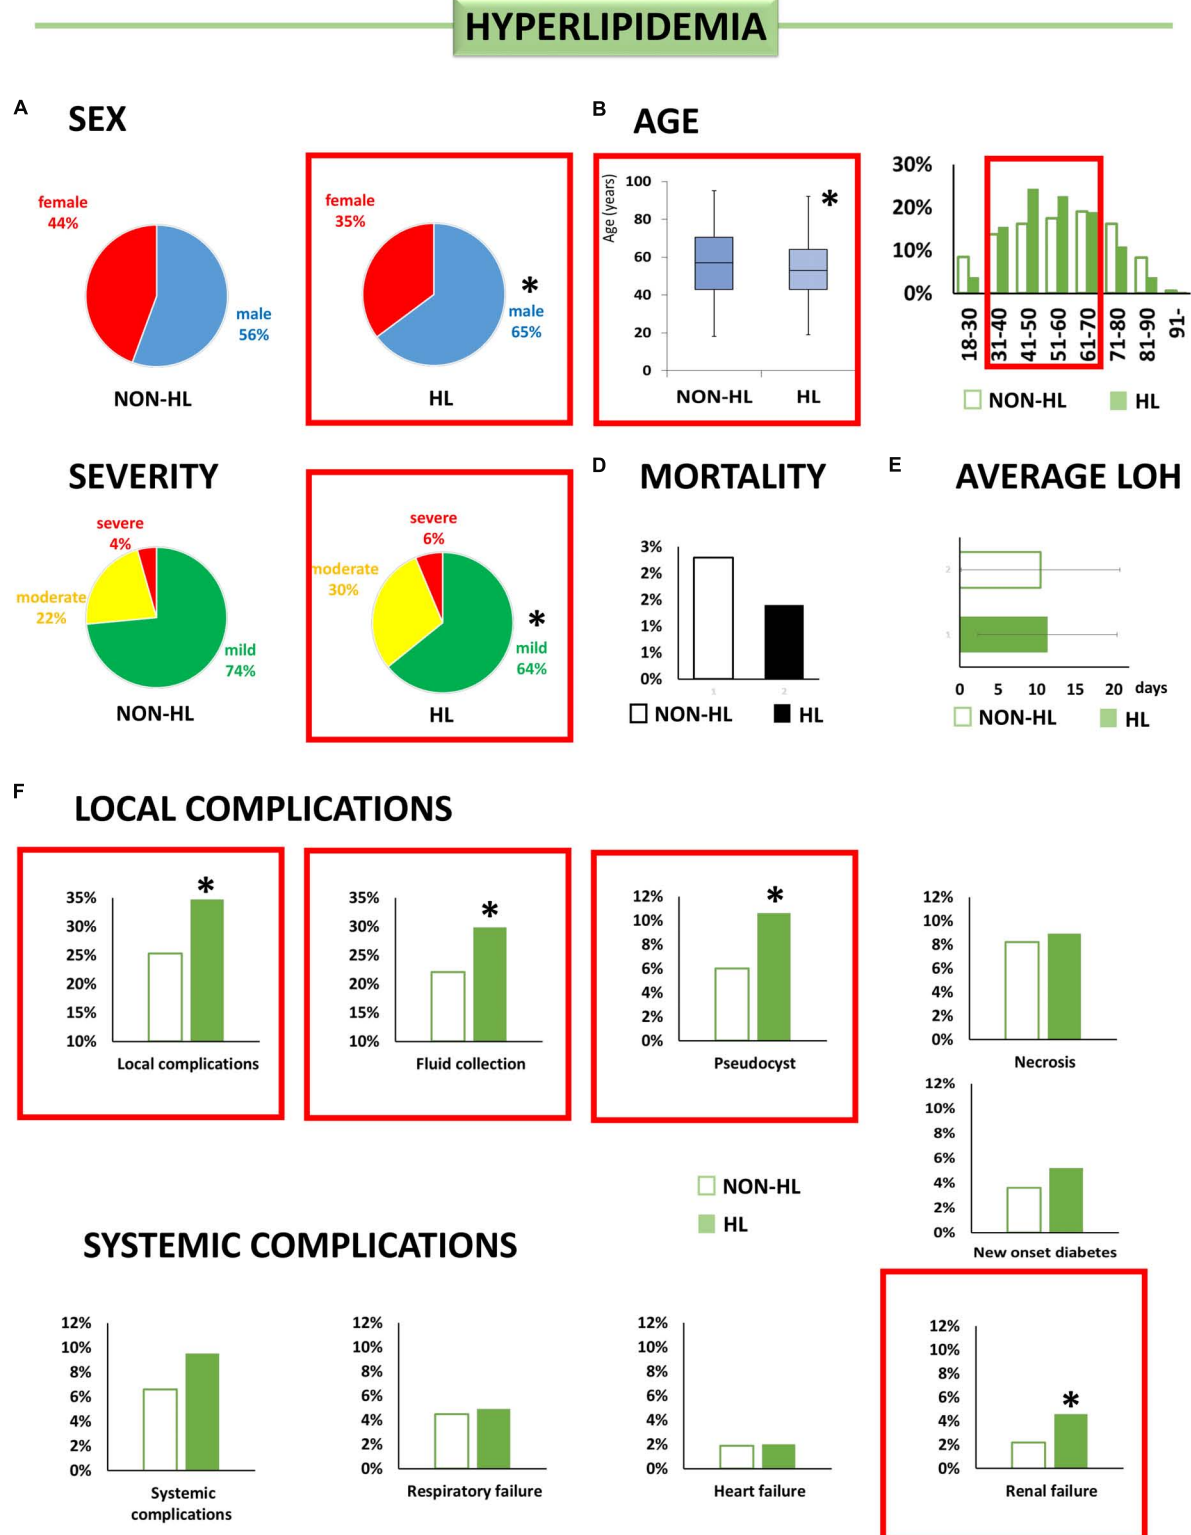 HYPERLIPIDEMIA
A
SEX
female
44%
male
56%
NON-HL
female
35%
*
male
65%
HL
B
AGE
Age (years)
100
80
60
40
20
0
*
NON-HL
HL
30%
20%
10%
0%
18-30
31-40
41-50
51-60
61-70
71-80
81-90
91-
NON-HL
HL
SEVERITY
severe
4%
moderate
22%
mild
74%
NON-HL
severe
6%
moderate
30%
*
mild
64%
HL
D
MORTALITY
3%
2%
2%
1%
1%
0%
1
2
NON-HL
HL
E
AVERAGE LOH
2
1
0 5 10 15 20 days
NON-HL
HL
F
LOCAL COMPLICATIONS
35%
30%
25%
20%
15%
10%
*
Local complications
35%
30%
25%
20%
15%
10%
*
Fluid collection
12%
10%
8%
6%
4%
2%
0%
*
Pseudocyst
12%
10%
8%
6%
4%
2%
0%
Necrosis
12%
10%
8%
6%
4%
2%
0%
New onset diabetes
NON-HL
HL
SYSTEMIC COMPLICATIONS
12%
10%
8%
6%
4%
2%
0%
Systemic
complications
12%
10%
8%
6%
4%
2%
0%
Respiratory failure
12%
10%
8%
6%
4%
2%
0%
Heart failure
12%
10%
8%
6%
4%
2%
0%
*
Renal failure